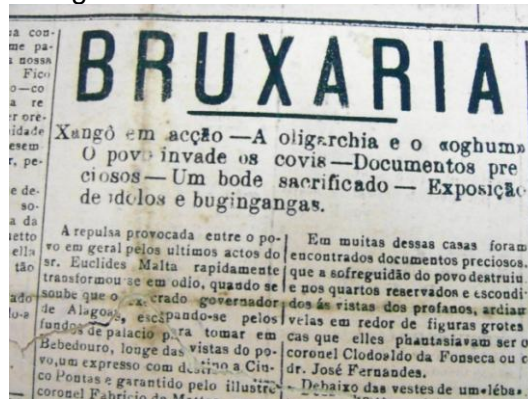 BRUXARIA
Xangô em acção — A oligarchia e o «oghum»
O povo invade os covis — Documentos pre
ciosos — Um bode sacrificado — Exposição
de idolos e bugingangas.
A repulsa provocada entre o po-
vo em geral pelos ultimos actos do
sr. Euclides Malta rapidamente
transformou-se em odio, quando se
soube que o execrado governador
de Alagoas, escapando-se pelos
fundos de palacio para tomar em
Bebedouro, longe das vistas do po-
vo, um expresso com destino a Cin-
co Pontas e garantido pelo illustre
coronel Fabricio de
Em muitas dessas casas foram
encontrados documentos preciosos.
que a sofreguidão do povo destruiu
e nos quartos reservados e escondi-
dos ás vistas dos profanos, ardiam
velas em redor de figuras grotes
cas que elles phantasiavam ser o
coronel Clodoaldo da Fonseca ou o
dr. José Fernandes.
Debaixo das vestes de um «léba»